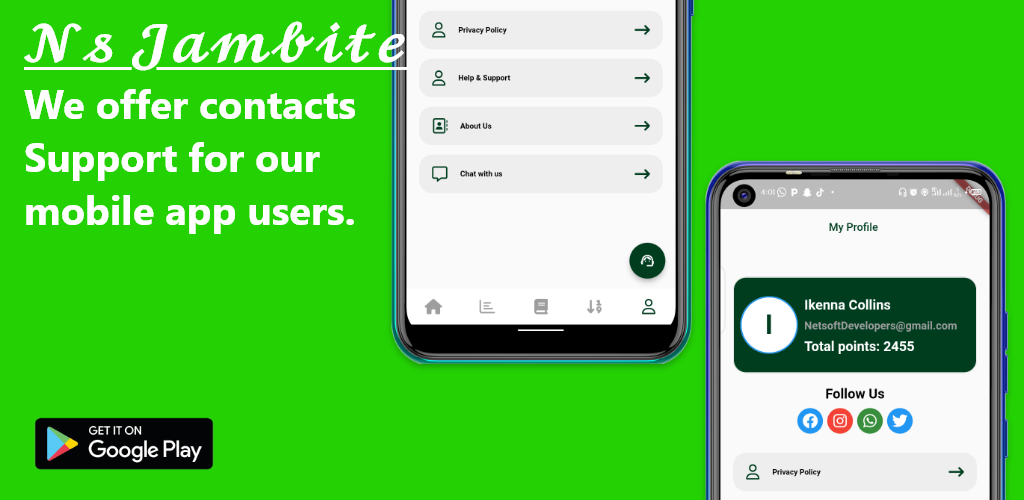 Ns Jambite
We offer contacts
Support for our
mobile app users.
GET IT ON
Google Play
Privacy Policy
Help & Support
About Us
Chat with us
4:01
My Profile
I
Ikenna Collins
NetsoftDevelopers@gmail.com
Total points: 2455
Follow Us
Privacy Policy